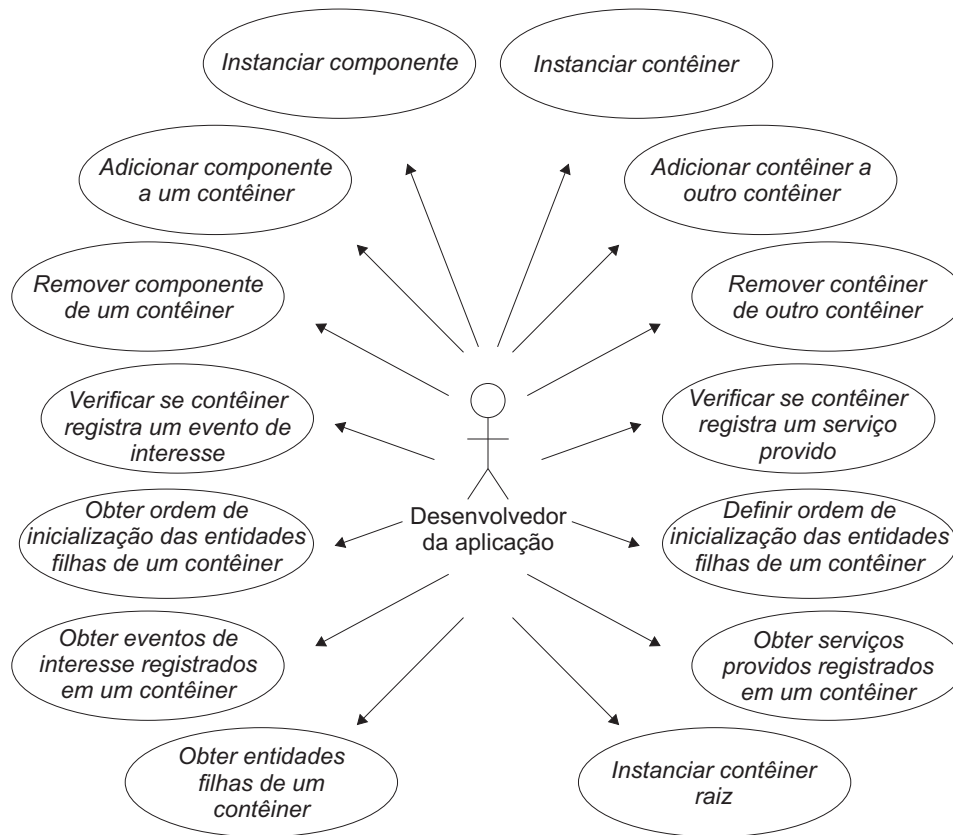 Instanciar componente
Instanciar contêiner
Adicionar componente
a um contêiner
Adicionar contêiner a
outro contêiner
Remover componente
de um contêiner
Remover contêiner
de outro contêiner
Verificar se contêiner
registra um evento de
interesse
Verificar se contêiner
registra um serviço
provido
Desenvolvedor
da aplicação
Obter ordem de
inicialização das entidades
filhas de um contêiner
Definir ordem de
inicialização das entidades
filhas de um contêiner
Obter eventos de
interesse registrados
em um contêiner
Obter serviços
providos registrados
em um contêiner
Obter entidades
filhas de um
contêiner
Instanciar contêiner
raiz